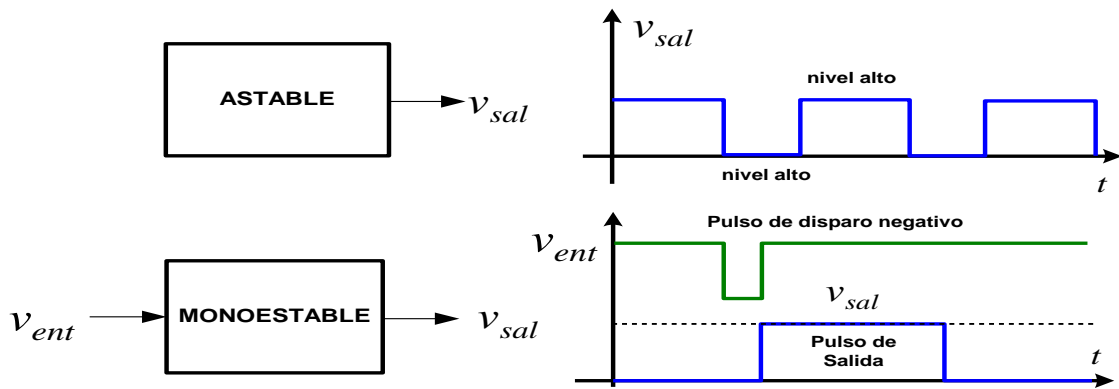 ASTABLE
v_sal
v_sal
nivel alto
nivel alto
t
MONOESTABLE
v_ent
v_sal
Pulso de disparo negativo
v_ent
v_sal
Pulso de
Salida
t